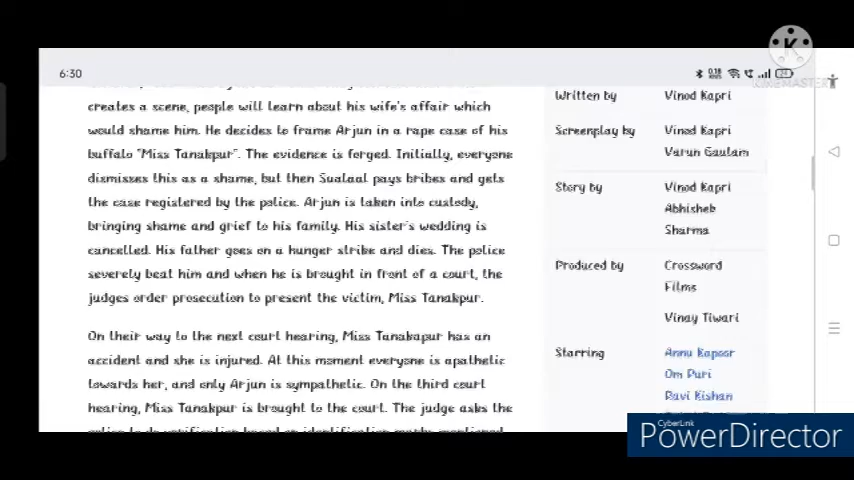 6:30
KINEMASTER
creates a scene, people will learn about his wife's affair which
would shame him. He decides to frame Arjun in a rape case of his
buffalo "Miss Tanakpur". The evidence is forged. Initially, everyone
dismisses this as a shame, but then Sualaal pays bribes and gets
the case registered by the police. Arjun is taken into custody,
bringing shame and grief to his family. His sister's wedding is
cancelled. His father goes on a hunger strike and dies. The police
severely beat him and when he is brought in front of a court, the
judges order prosecution to present the victim, Miss Tanakpur.
On their way to the next court hearing, Miss Tanakapur has an
accident and she is injured. At this moment everyone is apathetic
towards her, and only Arjun is sympathetic. On the third court
hearing, Miss Tanakpur is brought to the court. The judge asks the
Written by Vinod Kapri
Screenplay by Vinod Kapri
Varun Gautam
Story by Vinod Kapri
Abhisheb
Sharma
Produced by Crossword
Films
Vinay Tiwari
Starring Annu Kapoor
Om Puri
Ravi Kishan
CyberLink
PowerDirector